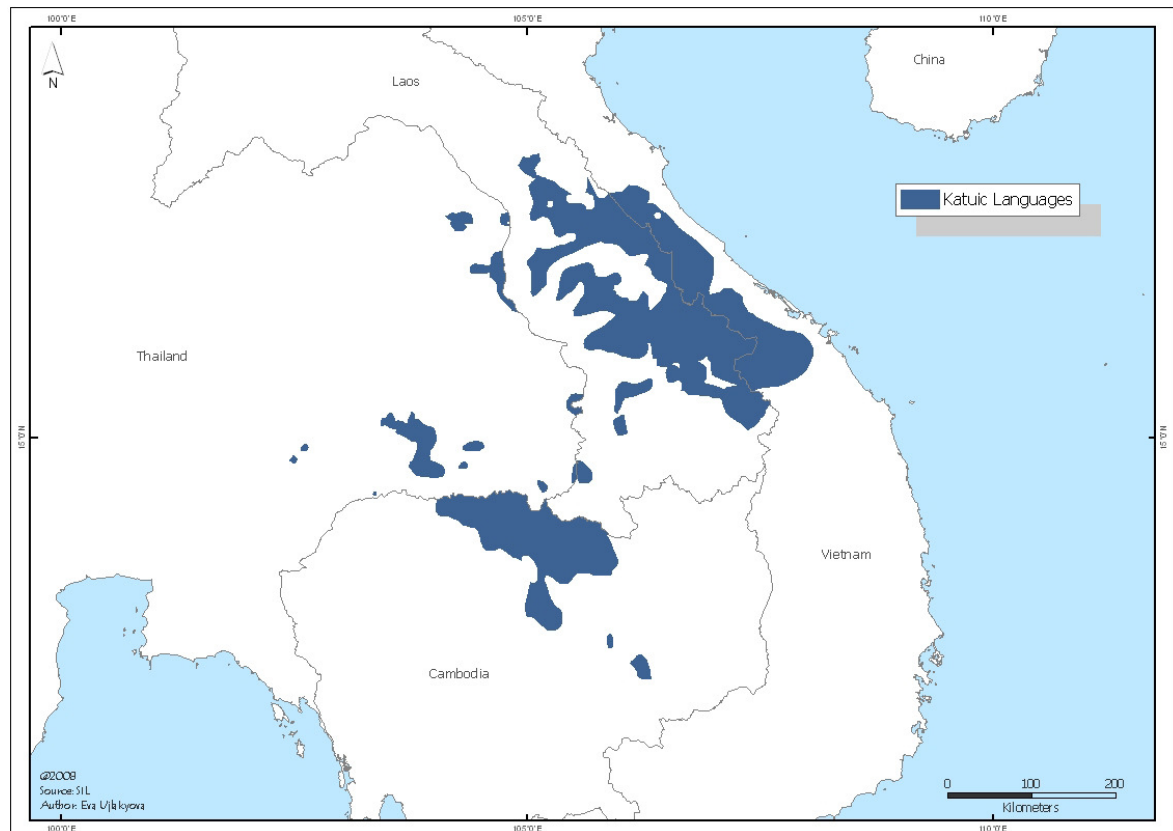 100°0'E 105°0'E 110°0'E
China
Laos
N
Katuic Languages
Thailand
15°0'N 15°0'N
Vietnam
Cambodia
©2008
Source: SIL
Author: Eva Ujlakyova
0 100 200
Kilometers
100°0'E 105°0'E 110°0'E